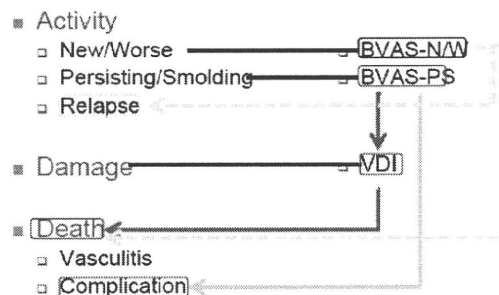 Activity
New/Worse BVAS-N/W
Persisting/Smolding BVAS-PS
Relapse
Damage VDI
Death
Vasculitis
Complication